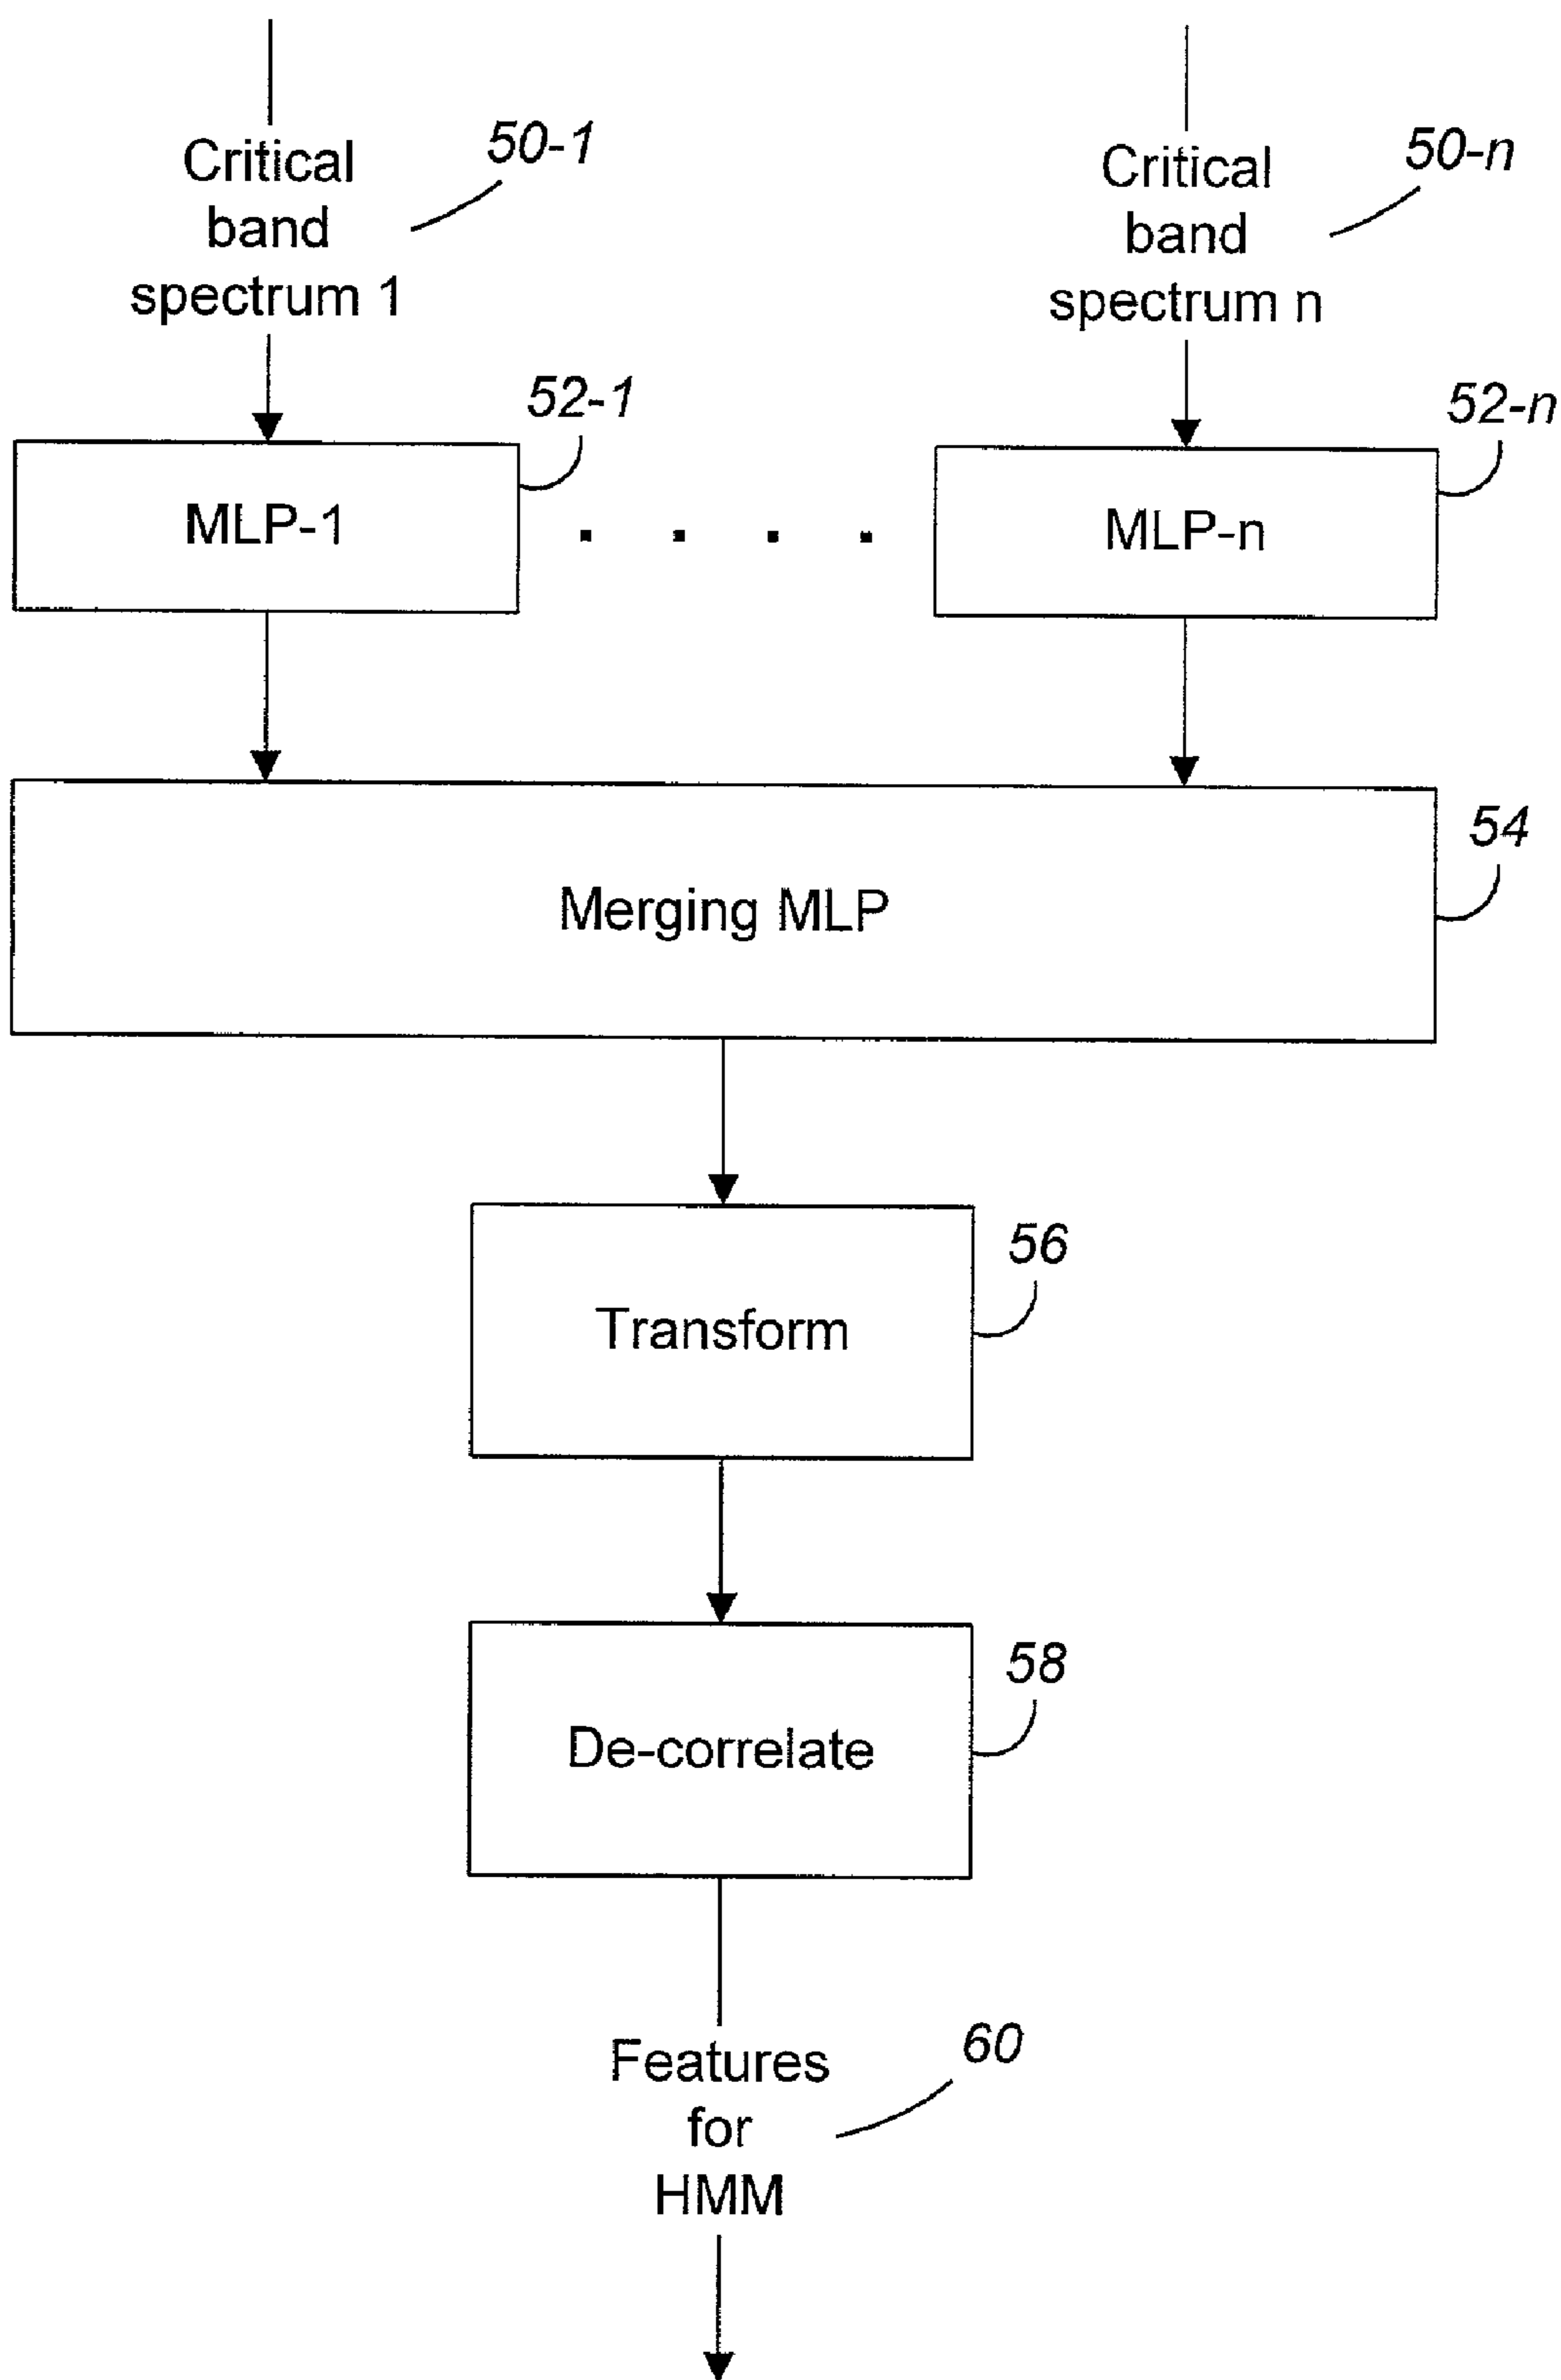 Critical
band
spectrum 1
50-1
Critical
band
spectrum n
50-n
52-1
MLP-1
. . . .
52-n
MLP-n
54
Merging MLP
56
Transform
58
De-correlate
60
Features
for
HMM